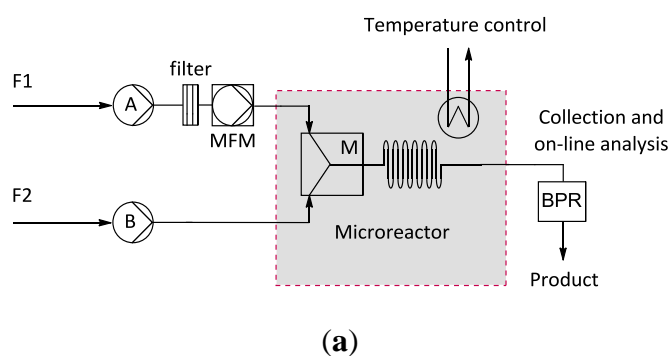 Temperature control
F1
filter
A
MFM
Collection and
on-line analysis
M
F2
B
BPR
Microreactor
Product
(a)